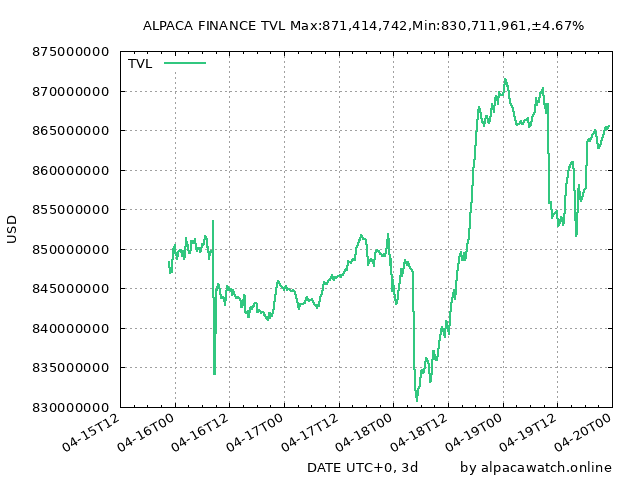 ALPACA FINANCE TVL Max:871,414,742,Min:830,711,961,±4.67%
TVL
875000000
870000000
865000000
860000000
855000000
850000000
845000000
840000000
835000000
830000000
USD
04-15T12
04-16T00
04-16T12
04-17T00
04-17T12
04-18T00
04-18T12
04-19T00
04-19T12
04-20T00
DATE UTC+0, 3d
by alpacawatch.online